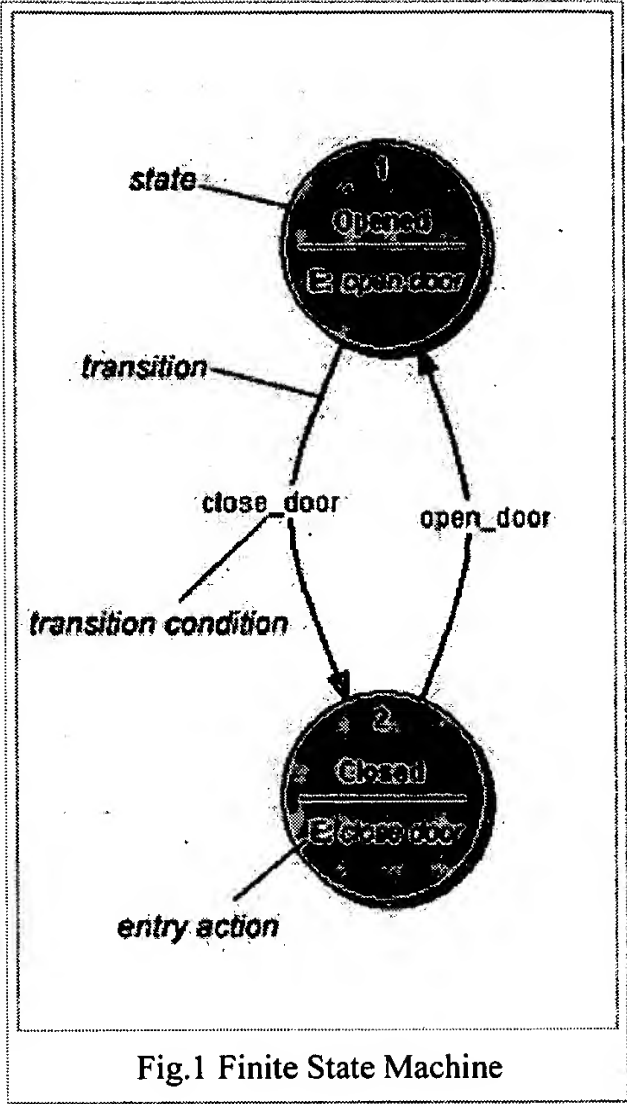 1
state
Opened
E: open door
transition
close_door
open_door
transition condition
2
Closed
E: close door
entry action
Fig.1 Finite State Machine